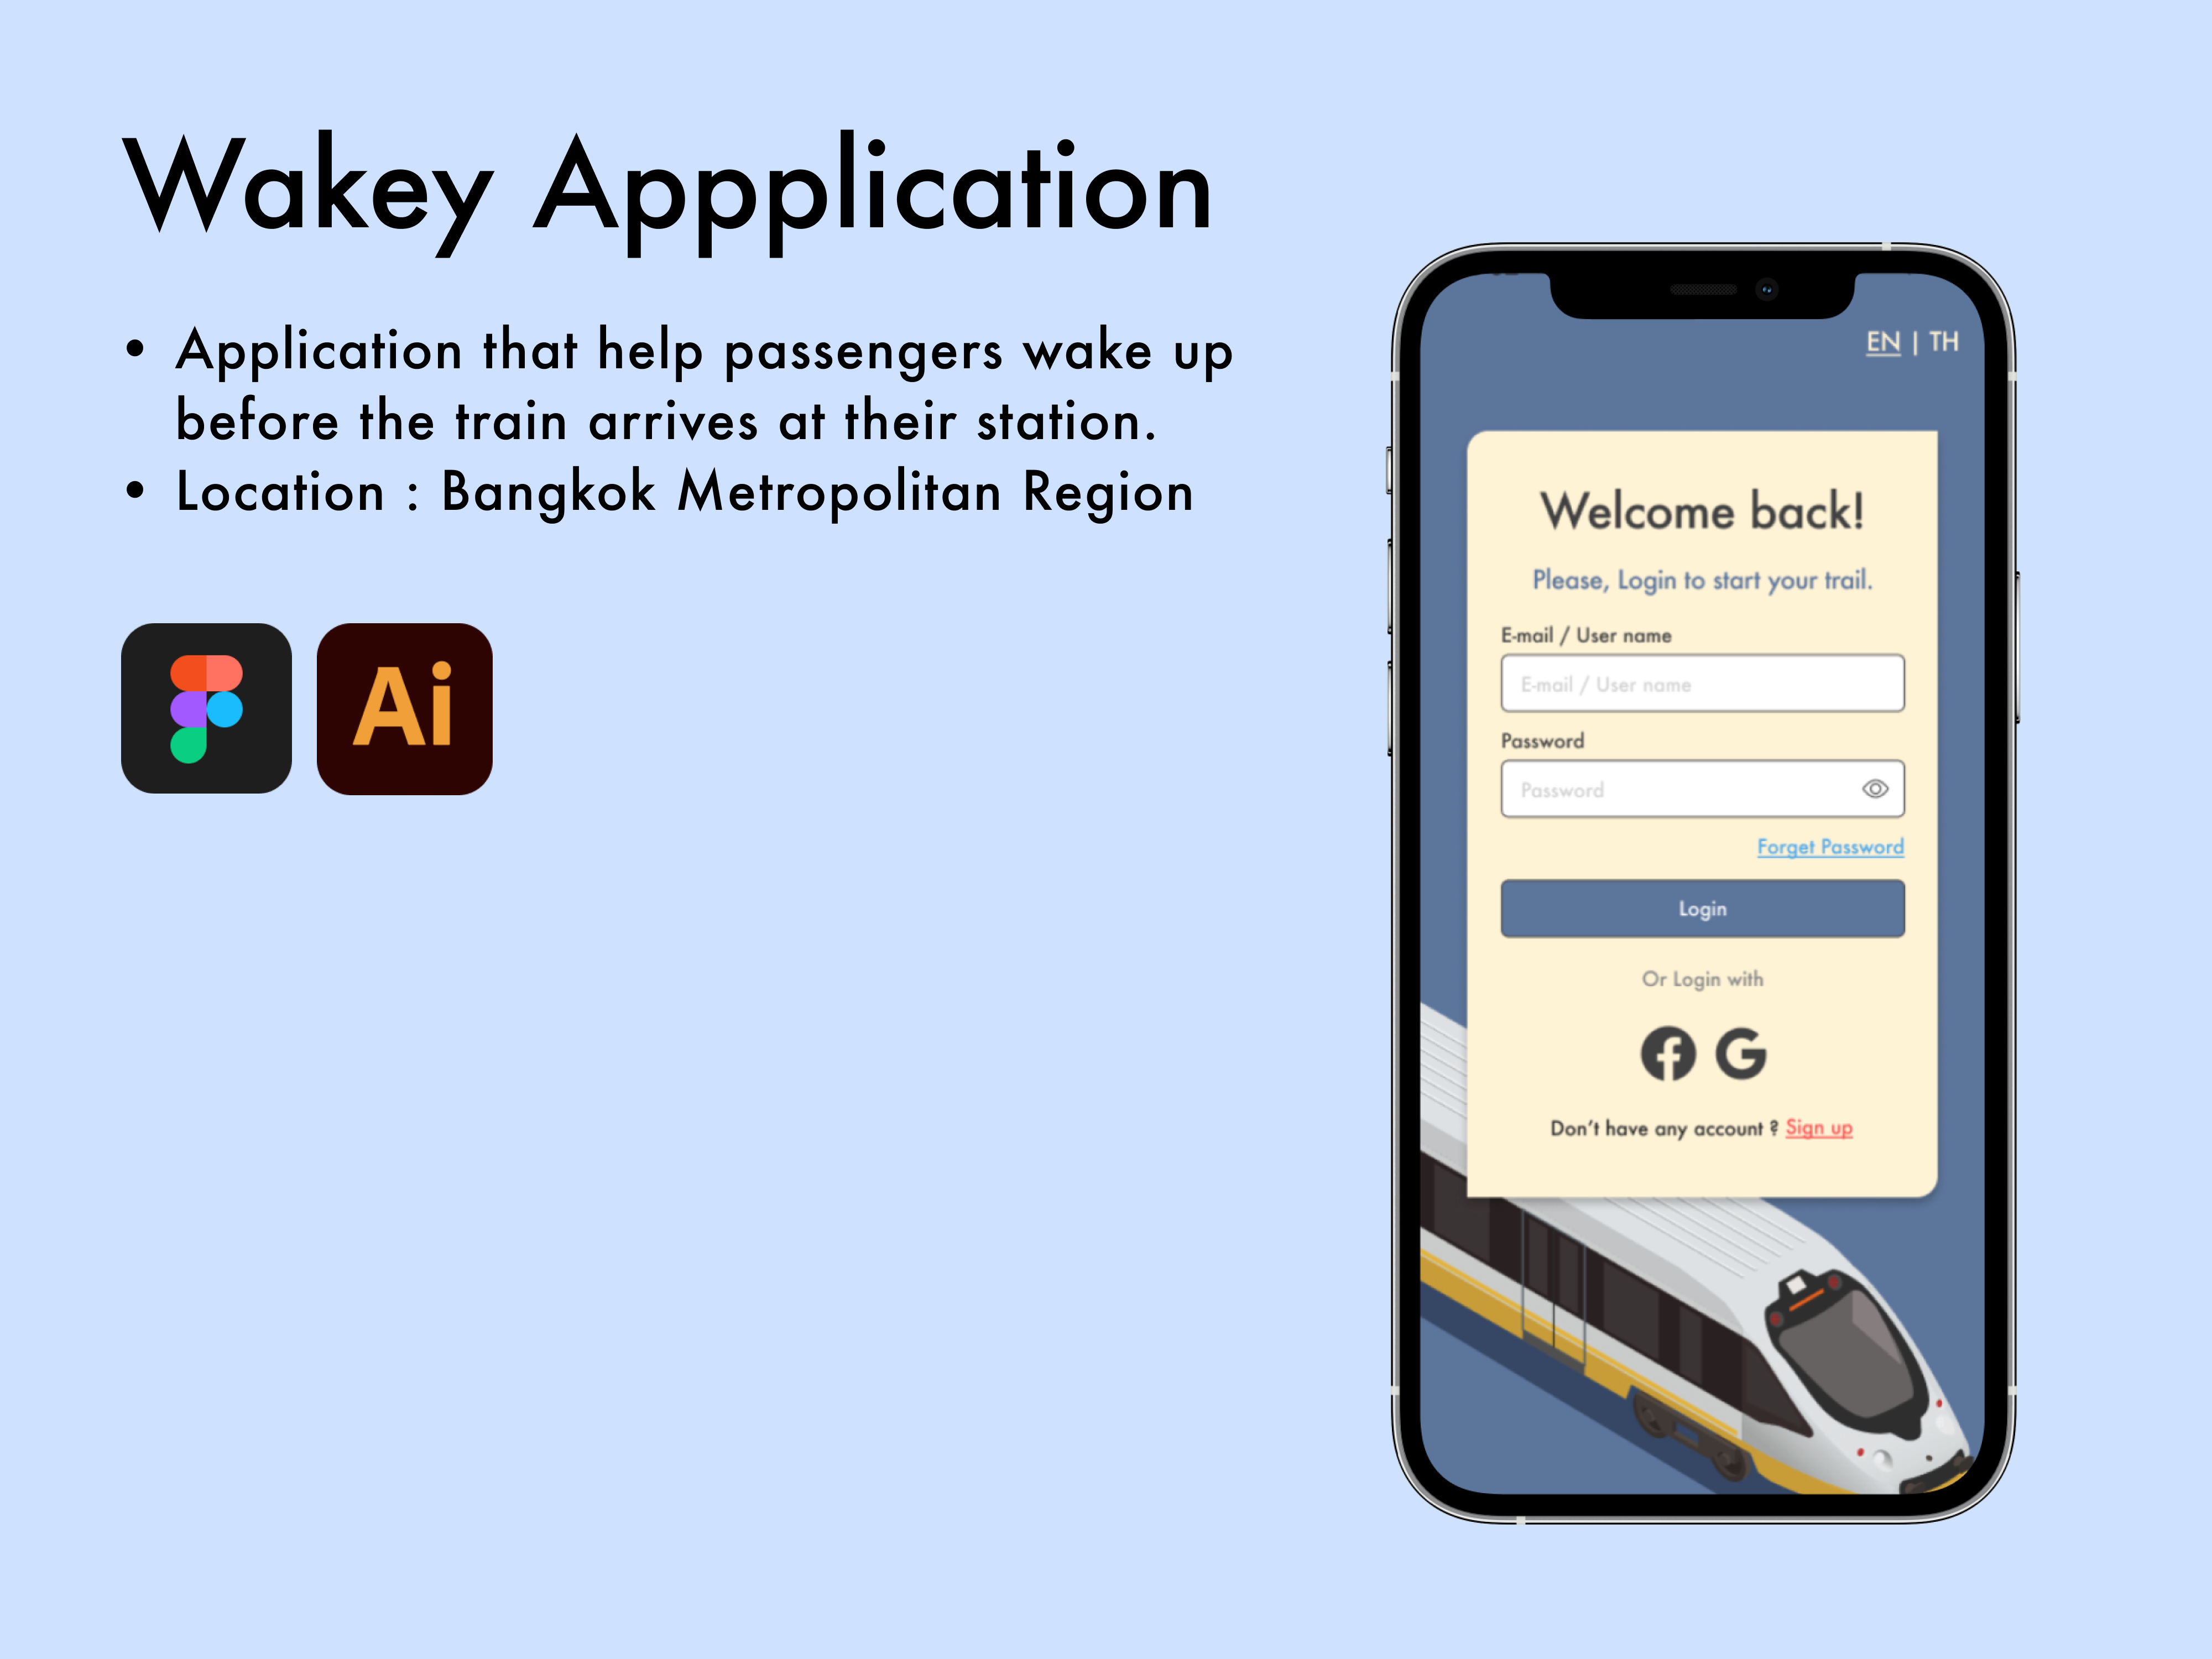 Wakey Appplication
• Application that help passengers wake up
before the train arrives at their station.
• Location : Bangkok Metropolitan Region
Ai
EN | TH
Welcome back!
Please, Login to start your trail.
E-mail / User name
E-mail / User name
Password
Password
Forget Password
Login
Or Login with
Don't have any account ? Sign up